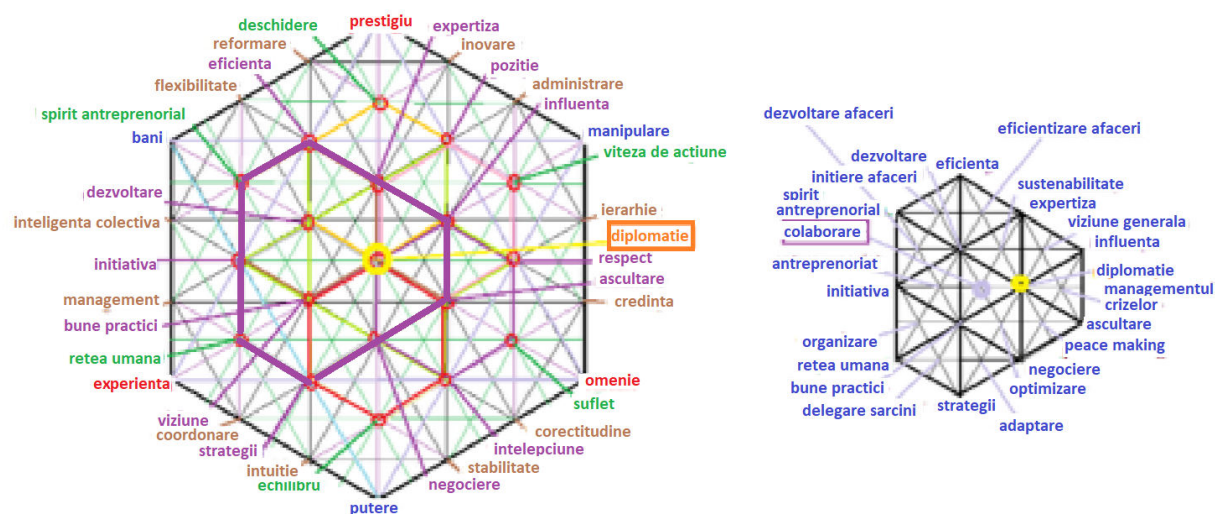 deschidere
prestigiu
expertiza
reformare
inovare
eficienta
pozitie
flexibilitate
administrare
influenta
spirit antreprenorial
bani
manipulare
viteza de actiune
dezvoltare
inteligenta colectiva
ierarhie
diplomatie
initiativa
respect
ascultare
management
credinta
bune practici
retea umana
experienta
omenie
suflet
viziune
coordonare
corectitudine
strategii
intelepciune
intuitie
stabilitate
echilibru
negociere
putere
dezvoltare afaceri
eficientizare afaceri
dezvoltare
eficienta
initiere afaceri
sustenabilitate
spirit
antreprenorial
expertiza
viziune generala
colaborare
influenta
antreprenoriat
diplomatie
initiativa
managementul
crizelor
ascultare
organizare
peace making
retea umana
negociere
bune practici
optimizare
delegare sarcini
strategii
adaptare